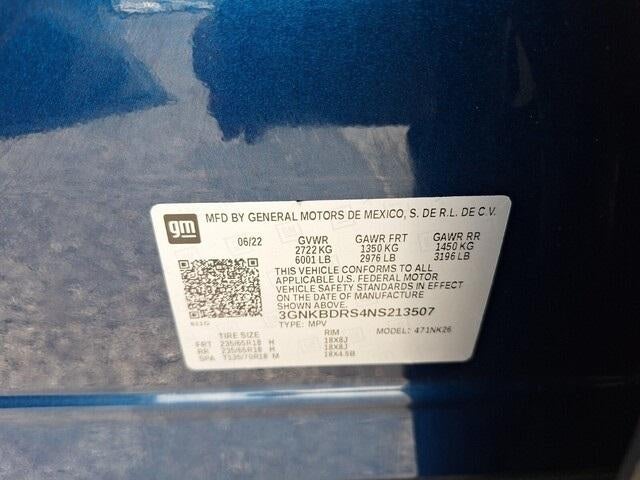 gm
MFD BY GENERAL MOTORS DE MEXICO, S. DE R.L. DE C.V.
06/22 GVWR GAWR FRT GAWR RR
2722 KG 1350 KG 1450 KG
6001 LB 2976 LB 3196 LB
THIS VEHICLE CONFORMS TO ALL
APPLICABLE U.S. FEDERAL MOTOR
VEHICLE SAFETY STANDARDS IN EFFECT
ON THE DATE OF MANUFACTURE
SHOWN ABOVE.
3GNKBDRS4NS213507
TYPE: MPV MODEL: 471NK26
TIRE SIZE RIM
FRT 235/65R18 H 18X8J
RR 235/65R18 H 18X8J
SPA T135/70R18 M 18X4.5B